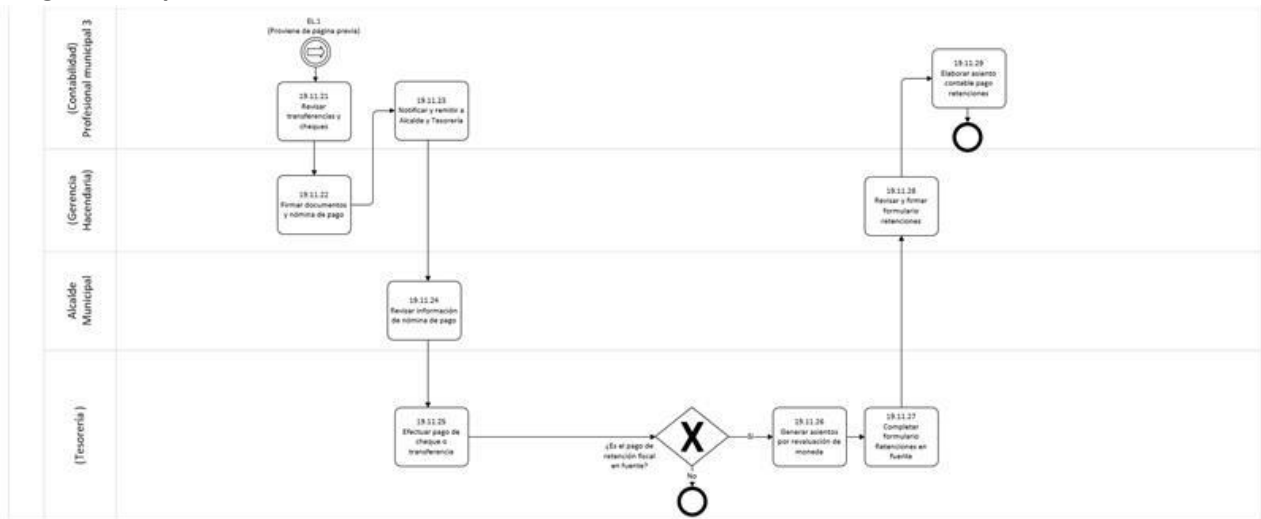 (Contabilidad)
Profesional municipal 3
EL.1
(Proviene de página previa)
19.11.21
Revisar
transferencias y
cheques
19.11.23
Notificar y remitir a
Alcalde y Tesorería
19.11.29
Elaborar asiento
contable pago
retenciones
(Gerencia
Hacendaria)
19.11.22
Firmar documentos
y nómina de pago
19.11.28
Revisar y firmar
formulario
retenciones
Alcalde
Municipal
19.11.24
Revisar información
de nómina de pago
(Tesorería )
19.11.25
Efectuar pago de
cheque o
transferencia
¿Es el pago de
retención fiscal
en fuente?
X
Sí
No
19.11.26
Generar asientos
por revaluación de
moneda
19.11.27
Completar
formulario
Retenciones en
fuente